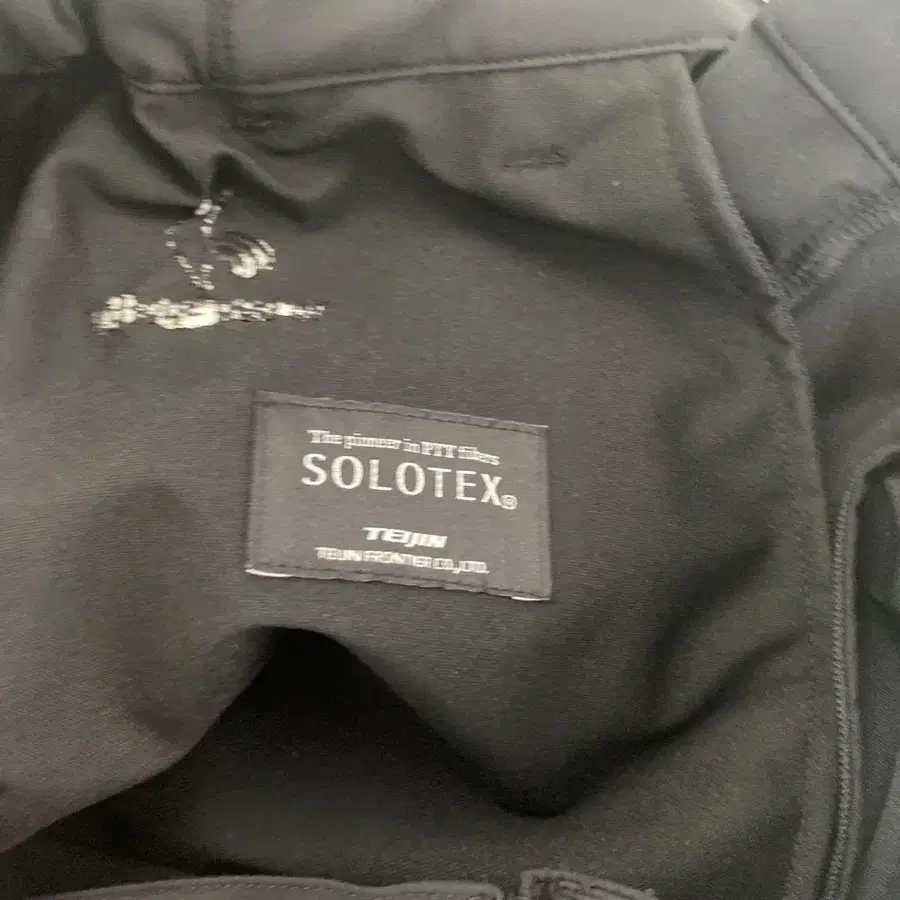 The pioneer in PTT fibers
SOLOTEX®
TEIJIN
TEIJIN FRONTIER CO.,LTD.